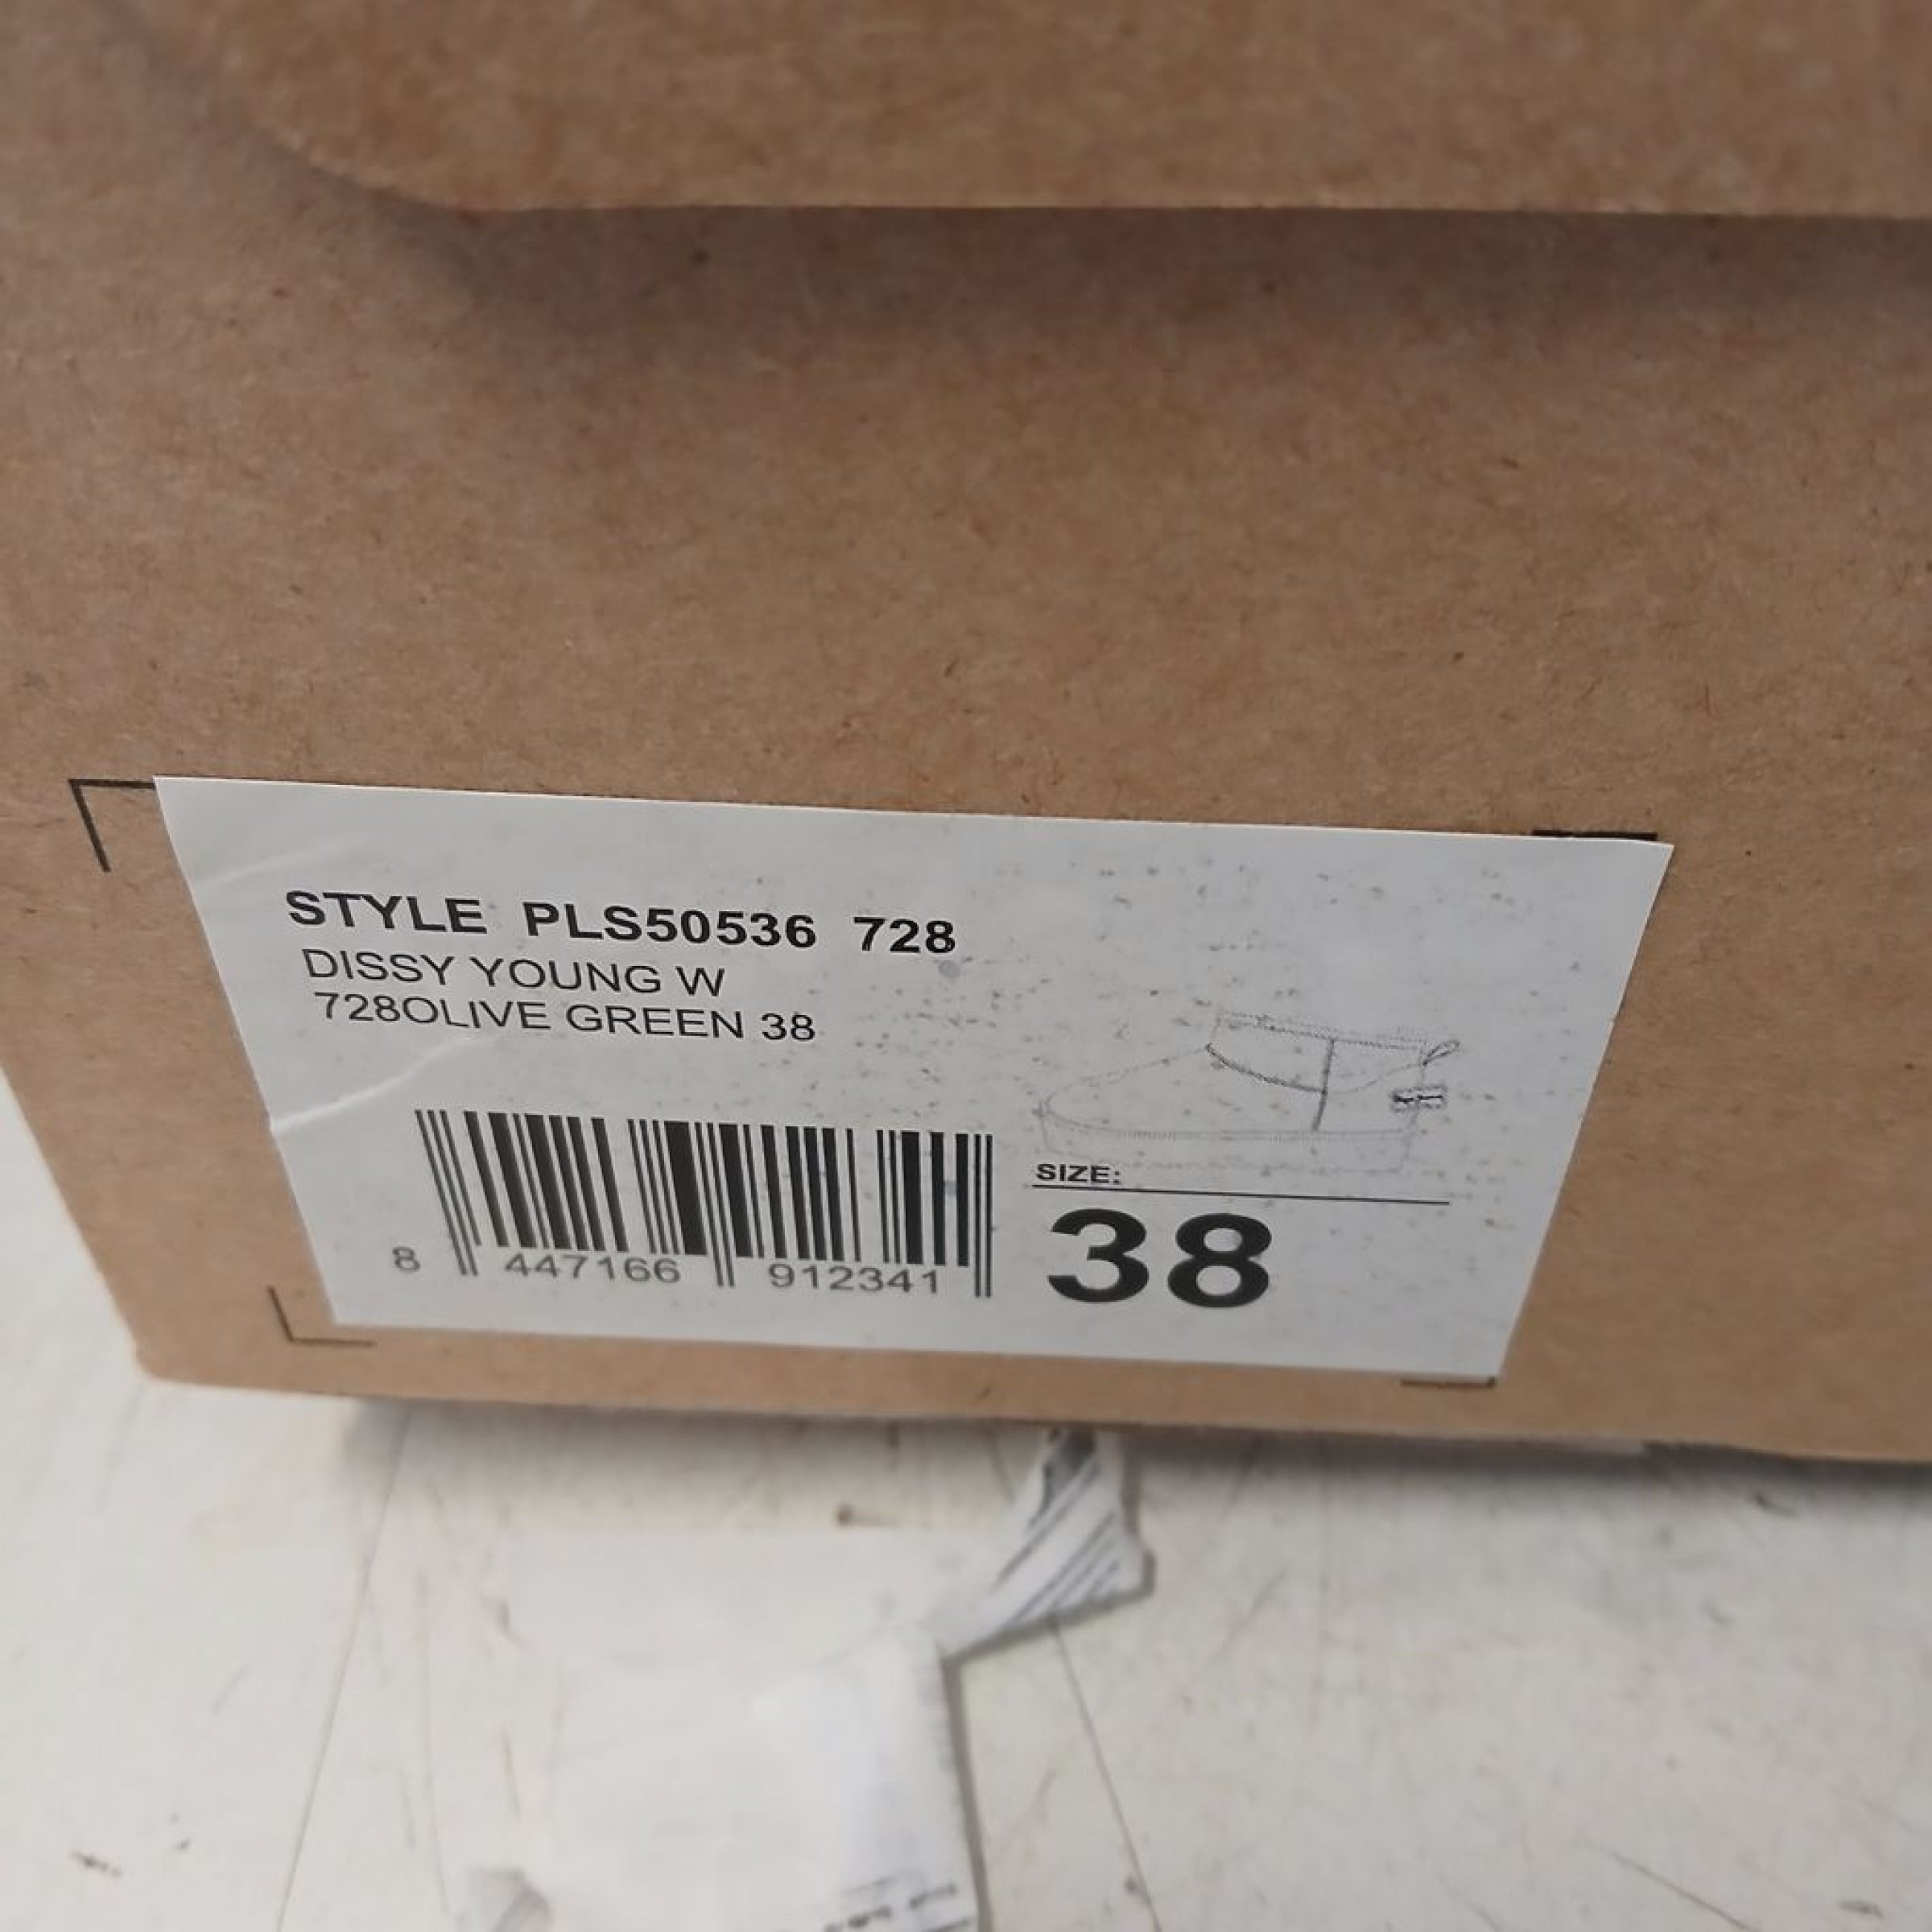 STYLE PLS50536 728
DISSY YOUNG W
728OLIVE GREEN 38
SIZE:
38
8 447166 912341